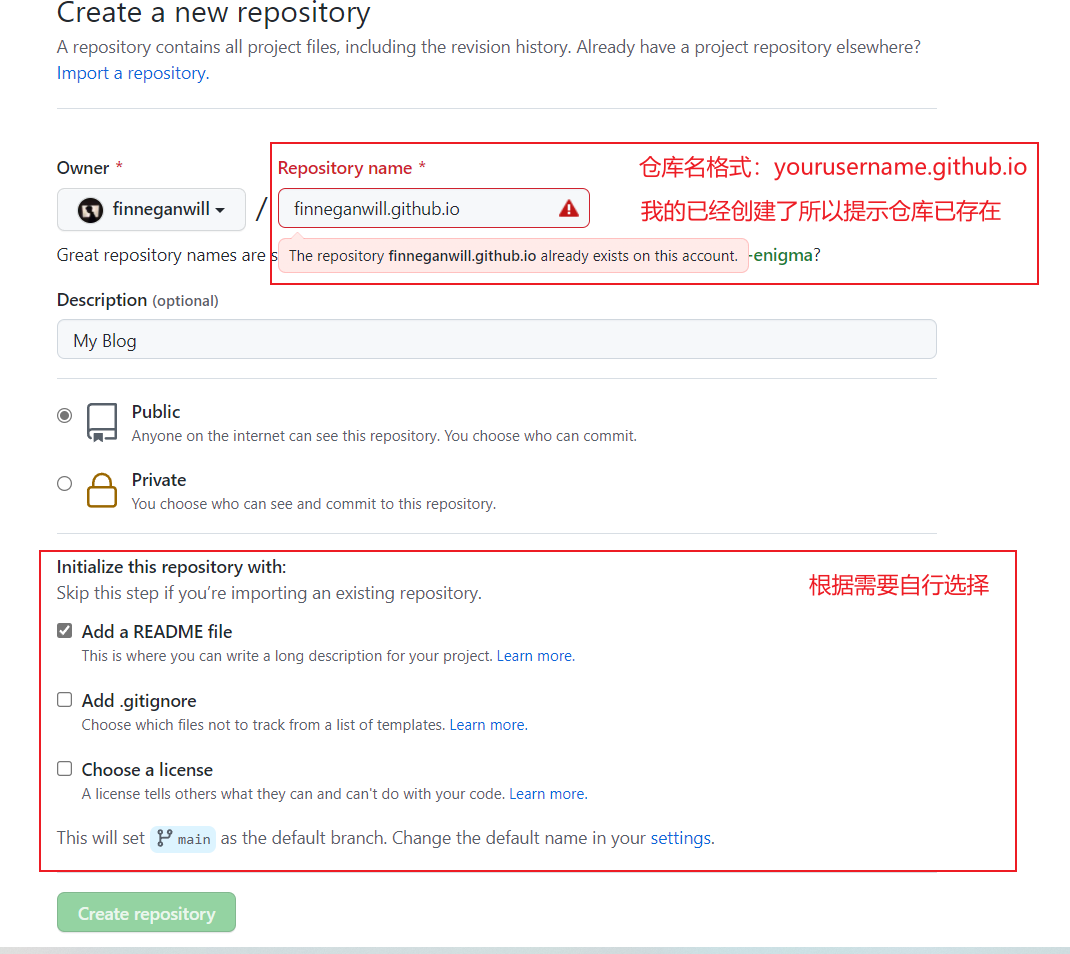 Create a new repository
A repository contains all project files, including the revision history. Already have a project repository elsewhere?
Import a repository.
Owner *
Repository name *
仓库名格式：yourusername.github.io
finneganwill
/
finneganwill.github.io
我的已经创建了所以提示仓库已存在
Great repository names are s
The repository finneganwill.github.io already exists on this account.
-enigma?
Description (optional)
My Blog
Public
Anyone on the internet can see this repository. You choose who can commit.
Private
You choose who can see and commit to this repository.
Initialize this repository with:
根据需要自行选择
Skip this step if you’re importing an existing repository.
Add a README file
This is where you can write a long description for your project. Learn more.
Add .gitignore
Choose which files not to track from a list of templates. Learn more.
Choose a license
A license tells others what they can and can't do with your code. Learn more.
This will set main as the default branch. Change the default name in your settings.
Create repository